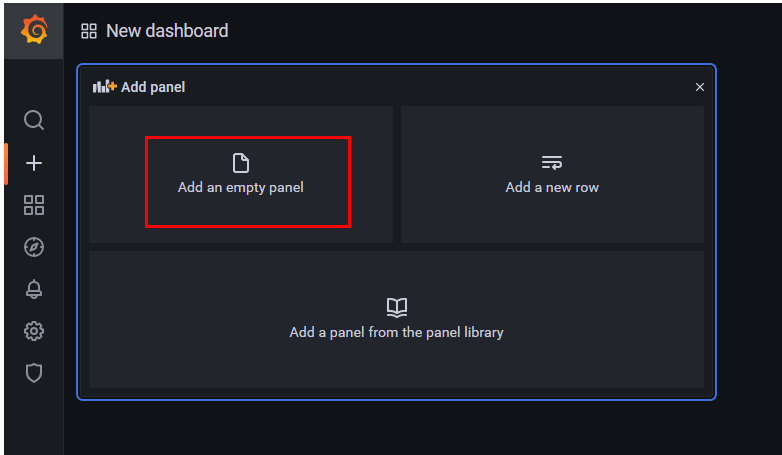 New dashboard
Add panel
Add an empty panel
Add a new row
Add a panel from the panel library